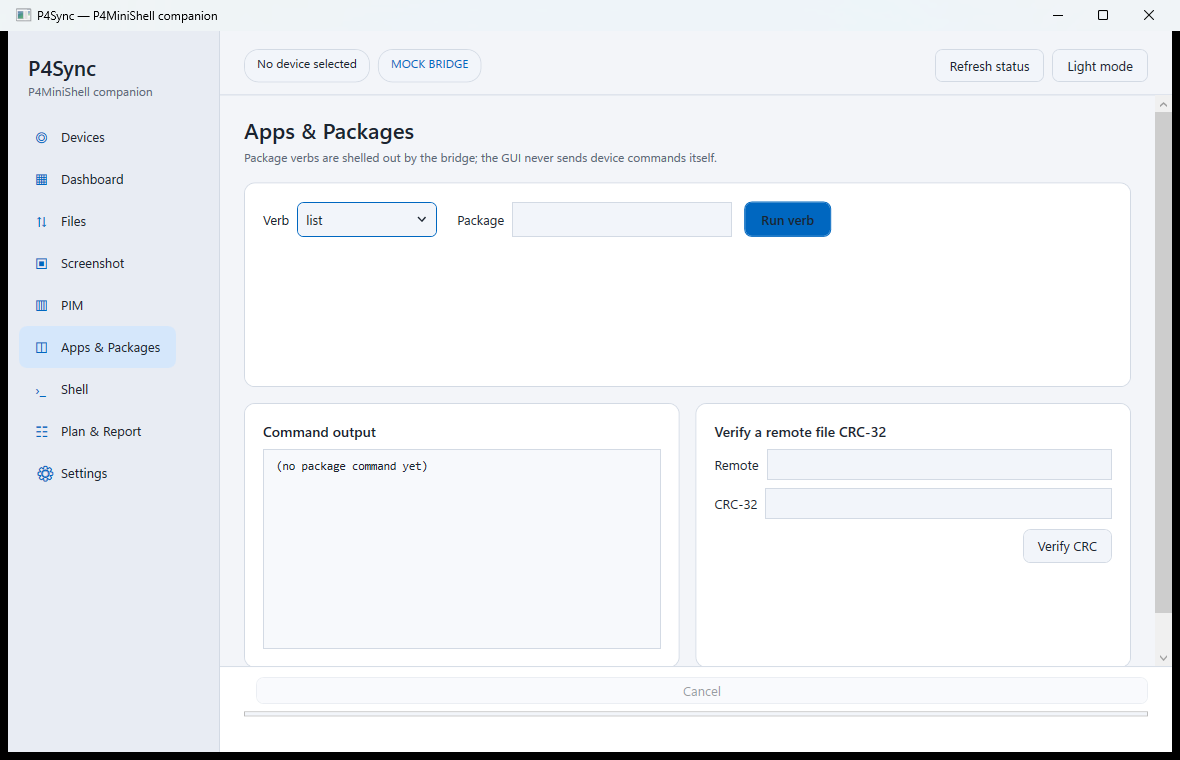 P4Sync — P4MiniShell companion
P4Sync
P4MiniShell companion
Devices
Dashboard
Files
Screenshot
PIM
Apps & Packages
Shell
Plan & Report
Settings
No device selected
MOCK BRIDGE
Refresh status
Light mode
Apps & Packages
Package verbs are shelled out by the bridge; the GUI never sends device commands itself.
Verb
list
Package
Run verb
Command output
(no package command yet)
Verify a remote file CRC-32
Remote
CRC-32
Verify CRC
Cancel